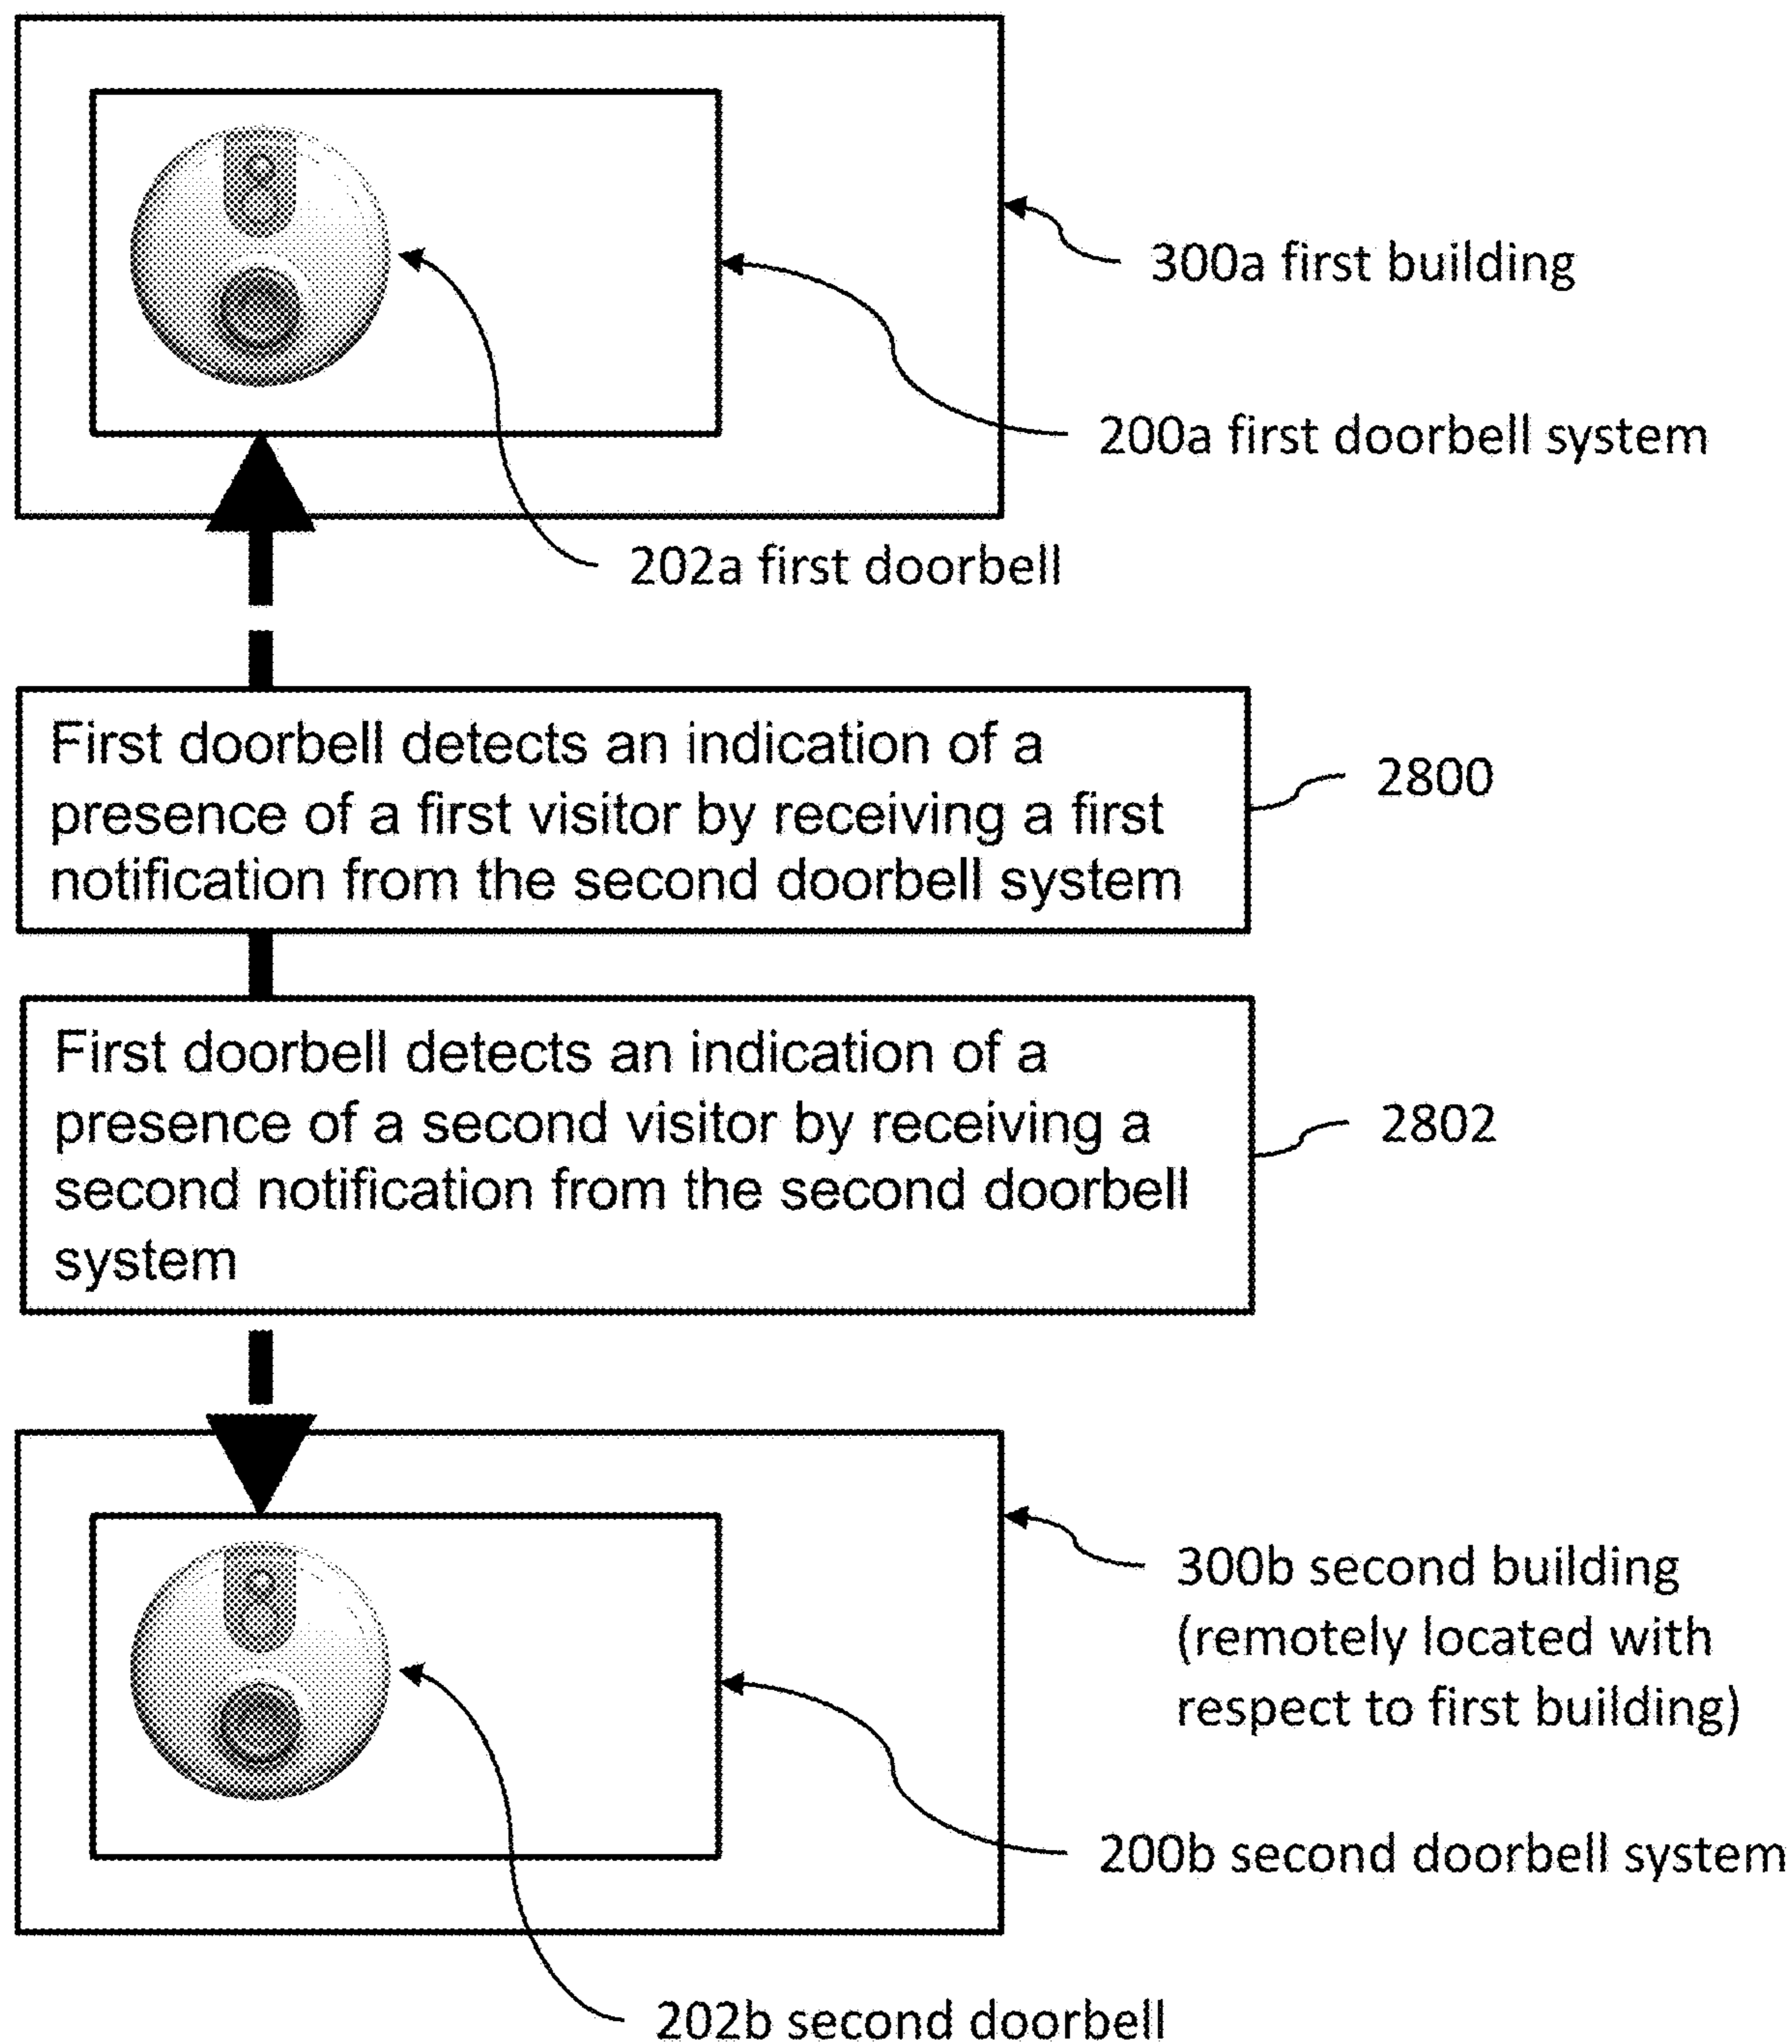 300a first building
200a first doorbell system
202a first doorbell
First doorbell detects an indication of a
presence of a first visitor by receiving a first
notification from the second doorbell system
2800
First doorbell detects an indication of a
presence of a second visitor by receiving a
second notification from the second doorbell
system
2802
300b second building
(remotely located with
respect to first building)
200b second doorbell system
202b second doorbell